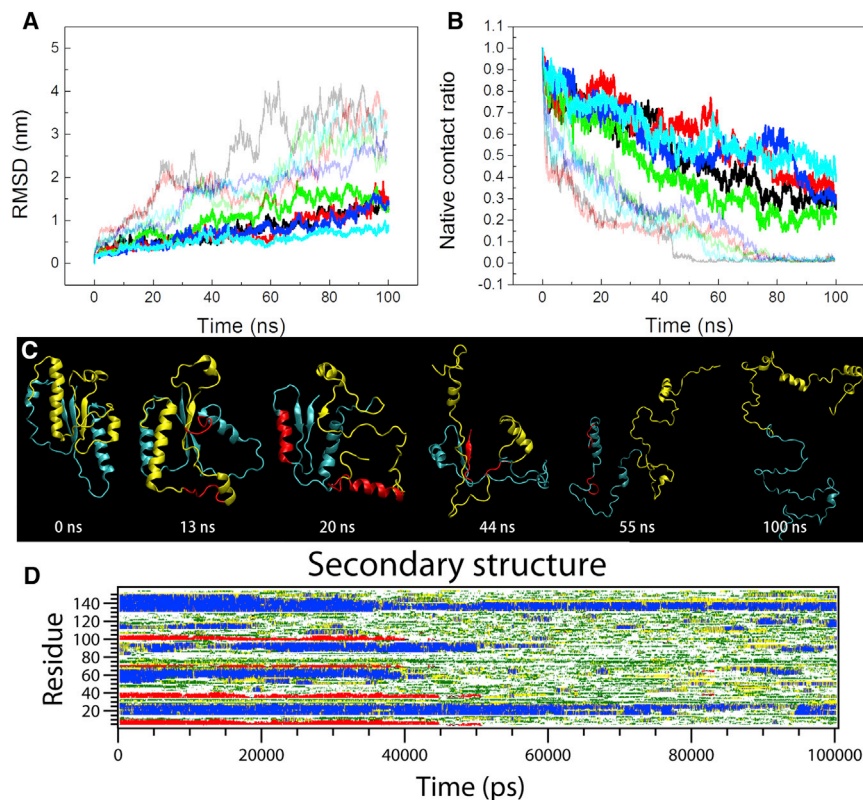 A
RMSD (nm)
5
4
3
2
1
0
0 20 40 60 80 100
Time (ns)
B
Native contact ratio
1.1
1.0
0.9
0.8
0.7
0.6
0.5
0.4
0.3
0.2
0.1
0.0
-0.1
0 20 40 60 80 100
Time (ns)
C
0 ns 13 ns 20 ns 44 ns 55 ns 100 ns
Secondary structure
D
Residue
140
120
100
80
60
40
20
0 20000 40000 60000 80000 100000
Time (ps)